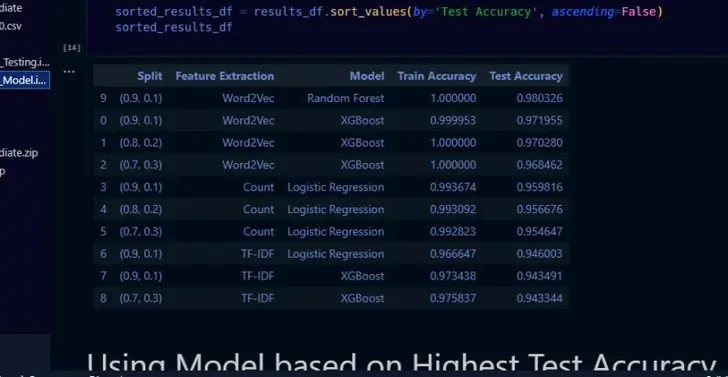 diate
0.csv
_Testing.i...
_Model.i...
diate.zip
p
sorted_results_df = results_df.sort_values(by='Test Accuracy', ascending=False)
sorted_results_df
[14]
...
Split Feature Extraction Model Train Accuracy Test Accuracy
9 (0.9, 0.1) Word2Vec Random Forest 1.000000 0.980326
0 (0.9, 0.1) Word2Vec XGBoost 0.999953 0.971955
1 (0.8, 0.2) Word2Vec XGBoost 1.000000 0.970280
2 (0.7, 0.3) Word2Vec XGBoost 1.000000 0.968462
3 (0.9, 0.1) Count Logistic Regression 0.993674 0.959816
4 (0.8, 0.2) Count Logistic Regression 0.993092 0.956676
5 (0.7, 0.3) Count Logistic Regression 0.992823 0.954647
6 (0.9, 0.1) TF-IDF Logistic Regression 0.966647 0.946003
7 (0.9, 0.1) TF-IDF XGBoost 0.973438 0.943491
8 (0.7, 0.3) TF-IDF XGBoost 0.975837 0.943344
Using Model based on Highest Test Accuracy